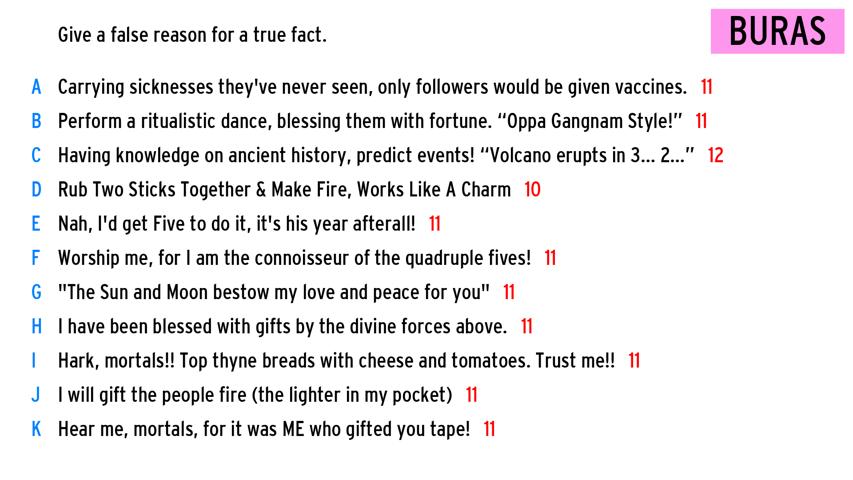 Give a false reason for a true fact.
BURAS
A Carrying sicknesses they've never seen, only followers would be given vaccines. 11
B Perform a ritualistic dance, blessing them with fortune. “Oppa Gangnam Style!” 11
C Having knowledge on ancient history, predict events! “Volcano erupts in 3... 2...” 12
D Rub Two Sticks Together & Make Fire, Works Like A Charm 10
E Nah, I'd get Five to do it, it's his year afterall! 11
F Worship me, for I am the connoisseur of the quadruple fives! 11
G "The Sun and Moon bestow my love and peace for you" 11
H I have been blessed with gifts by the divine forces above. 11
I Hark, mortals!! Top thyne breads with cheese and tomatoes. Trust me!! 11
J I will gift the people fire (the lighter in my pocket) 11
K Hear me, mortals, for it was ME who gifted you tape! 11